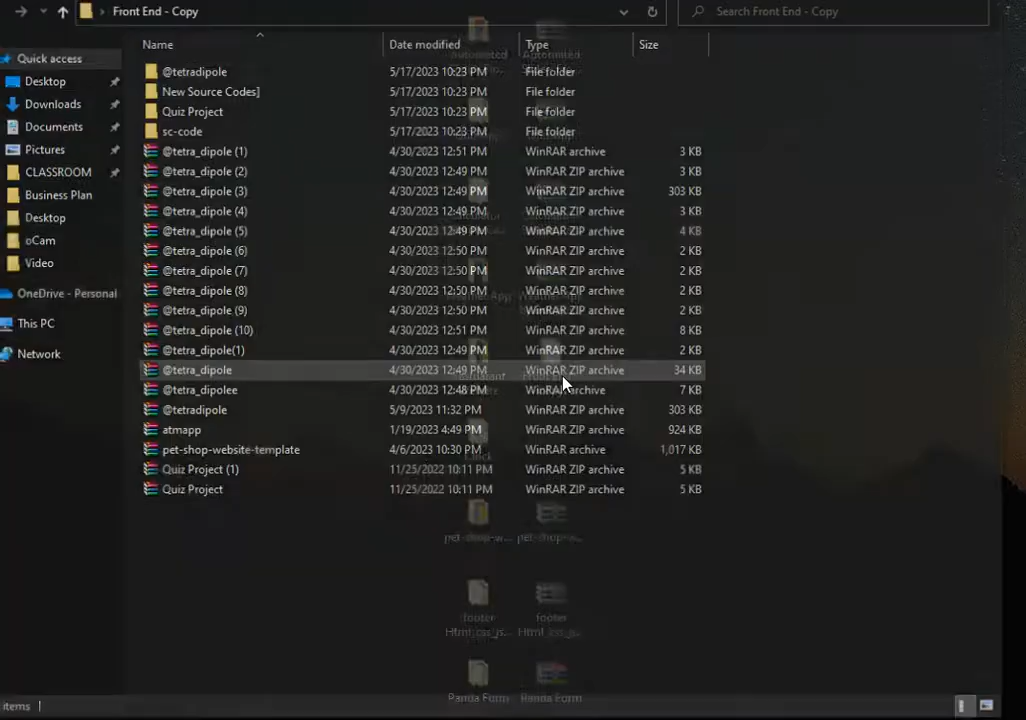 Front End - Copy
Search Front End - Copy
Name
Date modified
Type
Size
Quick access
Desktop
Downloads
Documents
Pictures
CLASSROOM
Business Plan
Desktop
oCam
Video
OneDrive - Personal
This PC
Network
@tetradipole 5/17/2023 10:23 PM File folder
New Source Codes] 5/17/2023 10:23 PM File folder
Quiz Project 5/17/2023 10:23 PM File folder
sc-code 5/17/2023 10:23 PM File folder
@tetra_dipole (1) 4/30/2023 12:51 PM WinRAR archive 3 KB
@tetra_dipole (2) 4/30/2023 12:49 PM WinRAR ZIP archive 3 KB
@tetra_dipole (3) 4/30/2023 12:49 PM WinRAR ZIP archive 303 KB
@tetra_dipole (4) 4/30/2023 12:49 PM WinRAR ZIP archive 3 KB
@tetra_dipole (5) 4/30/2023 12:49 PM WinRAR ZIP archive 4 KB
@tetra_dipole (6) 4/30/2023 12:50 PM WinRAR ZIP archive 2 KB
@tetra_dipole (7) 4/30/2023 12:50 PM WinRAR ZIP archive 2 KB
@tetra_dipole (8) 4/30/2023 12:50 PM WinRAR ZIP archive 2 KB
@tetra_dipole (9) 4/30/2023 12:50 PM WinRAR ZIP archive 2 KB
@tetra_dipole (10) 4/30/2023 12:51 PM WinRAR ZIP archive 8 KB
@tetra_dipole(1) 4/30/2023 12:49 PM WinRAR ZIP archive 2 KB
@tetra_dipole 4/30/2023 12:49 PM WinRAR ZIP archive 34 KB
@tetra_dipolee 4/30/2023 12:48 PM WinRAR archive 7 KB
@tetradipole 5/9/2023 11:32 PM WinRAR ZIP archive 303 KB
atmapp 1/19/2023 4:49 PM WinRAR ZIP archive 924 KB
pet-shop-website-template 4/6/2023 10:30 PM WinRAR archive 1,017 KB
Quiz Project (1) 11/25/2022 10:11 PM WinRAR ZIP archive 5 KB
Quiz Project 11/25/2022 10:11 PM WinRAR ZIP archive 5 KB
pet-shop-w... pet-shop-w...
footer footer
Html_css_js... Html_css_js...
Panda Form Panda Form
items